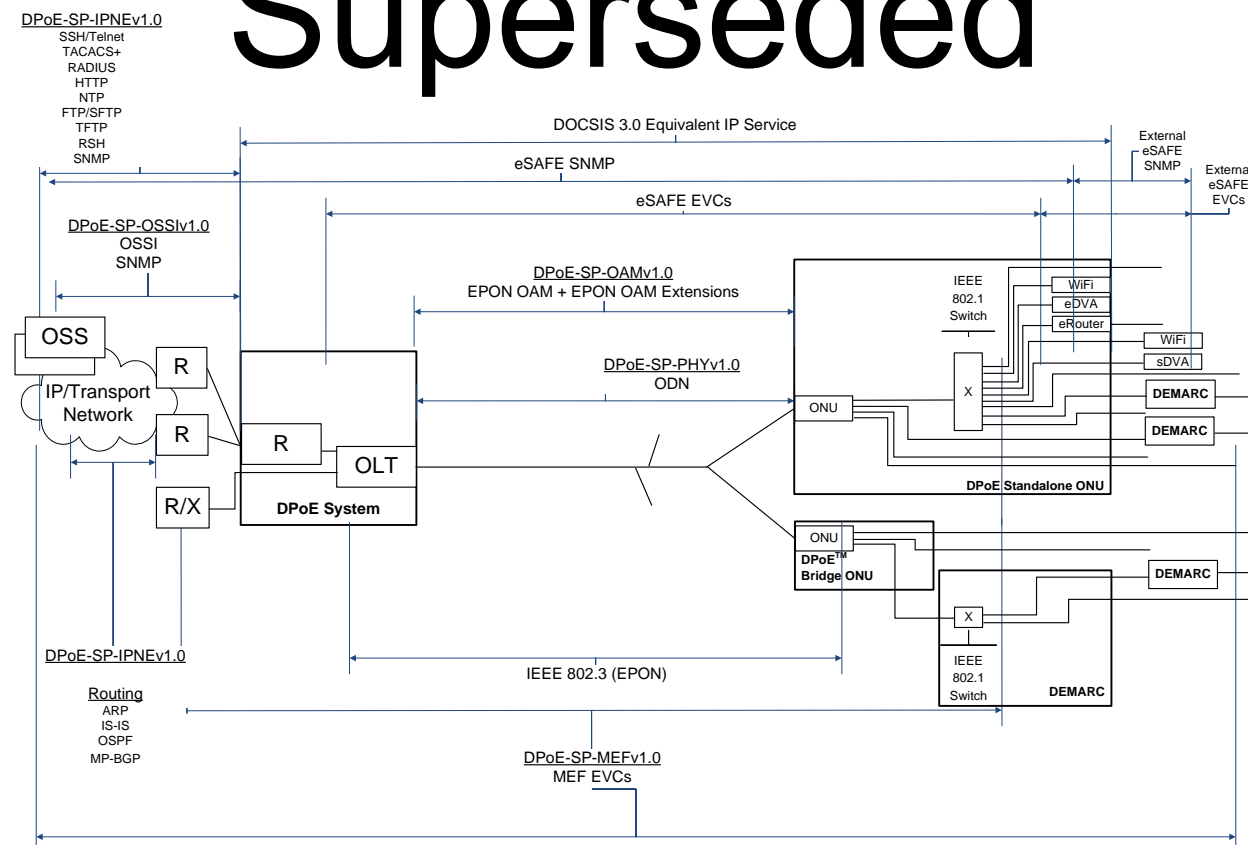 Superseded
DPoE-SP-IPNEv1.0
SSH/Telnet
TACACS+
RADIUS
HTTP
NTP
FTP/SFTP
TFTP
RSH
SNMP
DOCSIS 3.0 Equivalent IP Service
eSAFE SNMP
External
eSAFE
SNMP
External
eSAFE
EVCs
eSAFE EVCs
DPoE-SP-OSSIv1.0
OSSI
SNMP
DPoE-SP-OAMv1.0
EPON OAM + EPON OAM Extensions
IEEE
802.1
Switch
WiFi
eDVA
eRouter
WiFi
sDVA
OSS
IP/Transport
Network
R
R
R/X
R
OLT
DPoE System
DPoE-SP-PHYv1.0
ODN
ONU
X
DEMARC
DEMARC
DPoE Standalone ONU
ONU
DPoE™
Bridge ONU
DEMARC
X
IEEE
802.1
Switch
DEMARC
DPoE-SP-IPNEv1.0
IEEE 802.3 (EPON)
Routing
ARP
IS-IS
OSPF
MP-BGP
DPoE-SP-MEFv1.0
MEF EVCs